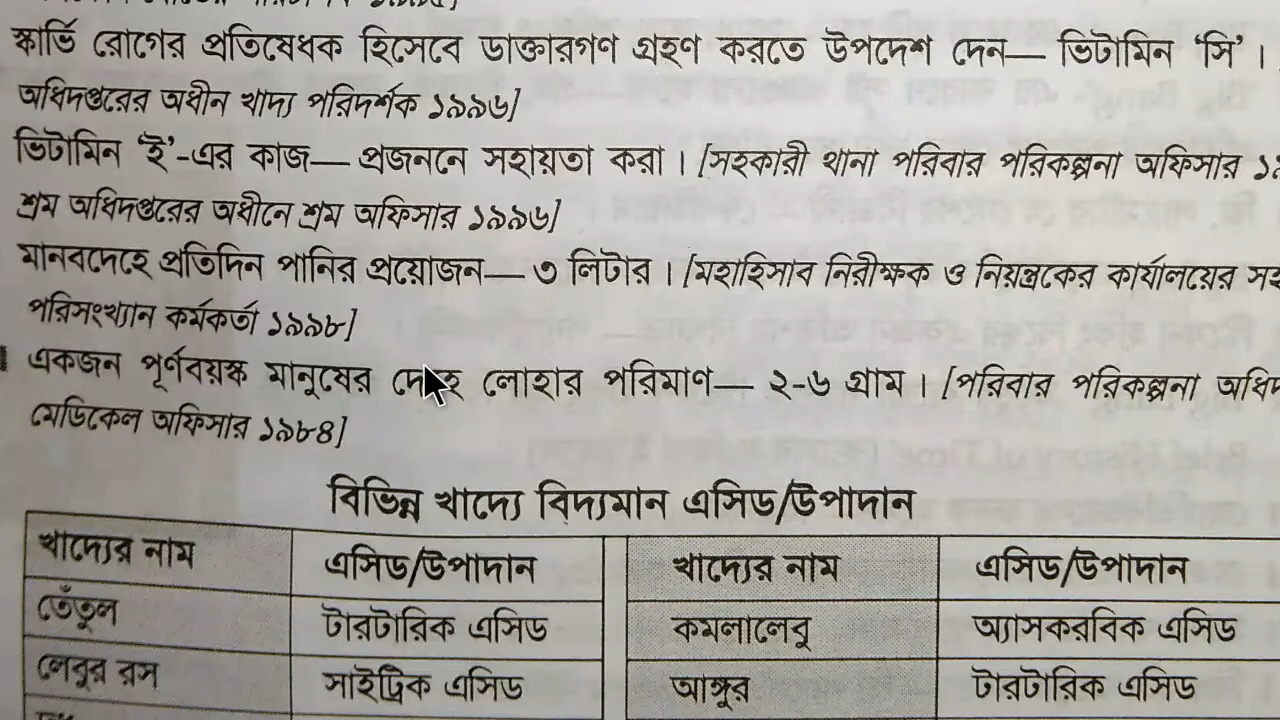 স্কার্ভি রোগের প্রতিষেধক হিসেবে ডাক্তারগণ গ্রহণ করতে উপদেশ দেন— ভিটামিন ‘সি’ ।
অধিদপ্তরের অধীন খাদ্য পরিদর্শক ১৯৯৬]
ভিটামিন ‘ই’-এর কাজ— প্রজননে সহায়তা করা । [সহকারী থানা পরিবার পরিকল্পনা অফিসার
শ্রম অধিদপ্তরের অধীনে শ্রম অফিসার ১৯৯৬]
মানবদেহে প্রতিদিন পানির প্রয়োজন— ৩ লিটার । [মহাহিসাব নিরীক্ষক ও নিয়ন্ত্রকের কার্যালয়ের
পরিসংখ্যান কর্মকর্তা ১৯৯৮]
একজন পূর্ণবয়স্ক মানুষের দেহে লোহার পরিমাণ— ২-৬ গ্রাম । [পরিবার পরিকল্পনা
মেডিকেল অফিসার ১৯৮৪]
বিভিন্ন খাদ্যে বিদ্যমান এসিড/উপাদান
খাদ্যের নাম এসিড/উপাদান খাদ্যের নাম এসিড/উপাদান
তেঁতুল টারটারিক এসিড কমলালেবু অ্যাসকরবিক এসিড
লেবুর রস সাইট্রিক এসিড আঙ্গুর টারটারিক এসিড